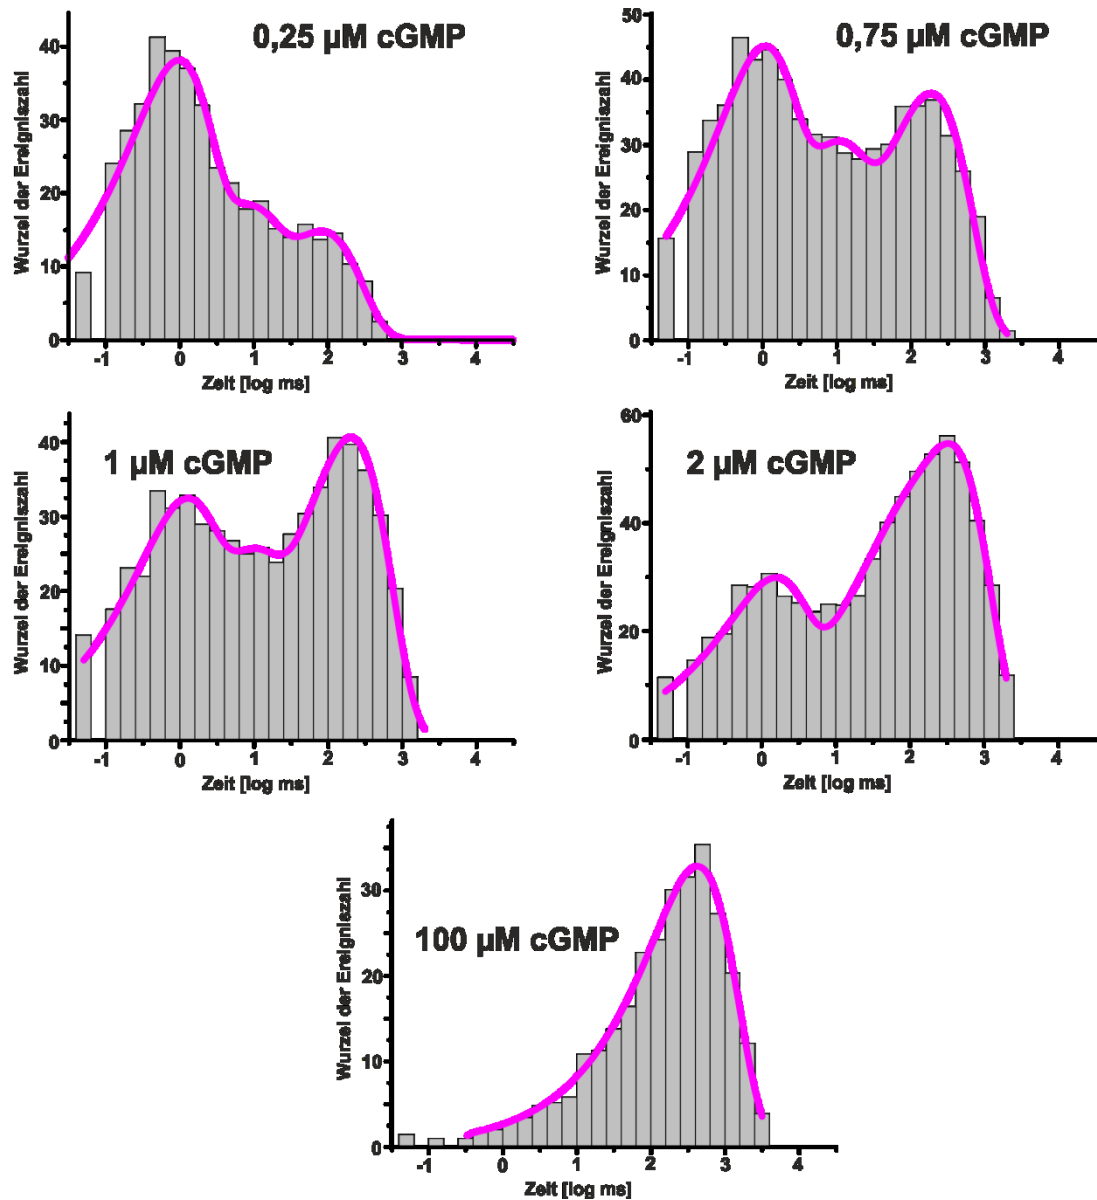 0,25 µM cGMP
Wurzel der Ereigniszahl
40
30
20
10
0
-1 0 1 2 3 4
Zeit [log ms]
0,75 µM cGMP
Wurzel der Ereigniszahl
50
40
30
20
10
0
-1 0 1 2 3 4
Zeit [log ms]
1 µM cGMP
Wurzel der Ereigniszahl
40
30
20
10
0
-1 0 1 2 3 4
Zeit [log ms]
2 µM cGMP
Wurzel der Ereigniszahl
60
40
20
0
-1 0 1 2 3 4
Zeit [log ms]
100 µM cGMP
Wurzel der Ereigniszahl
30
20
10
0
-1 0 1 2 3 4
Zeit [log ms]